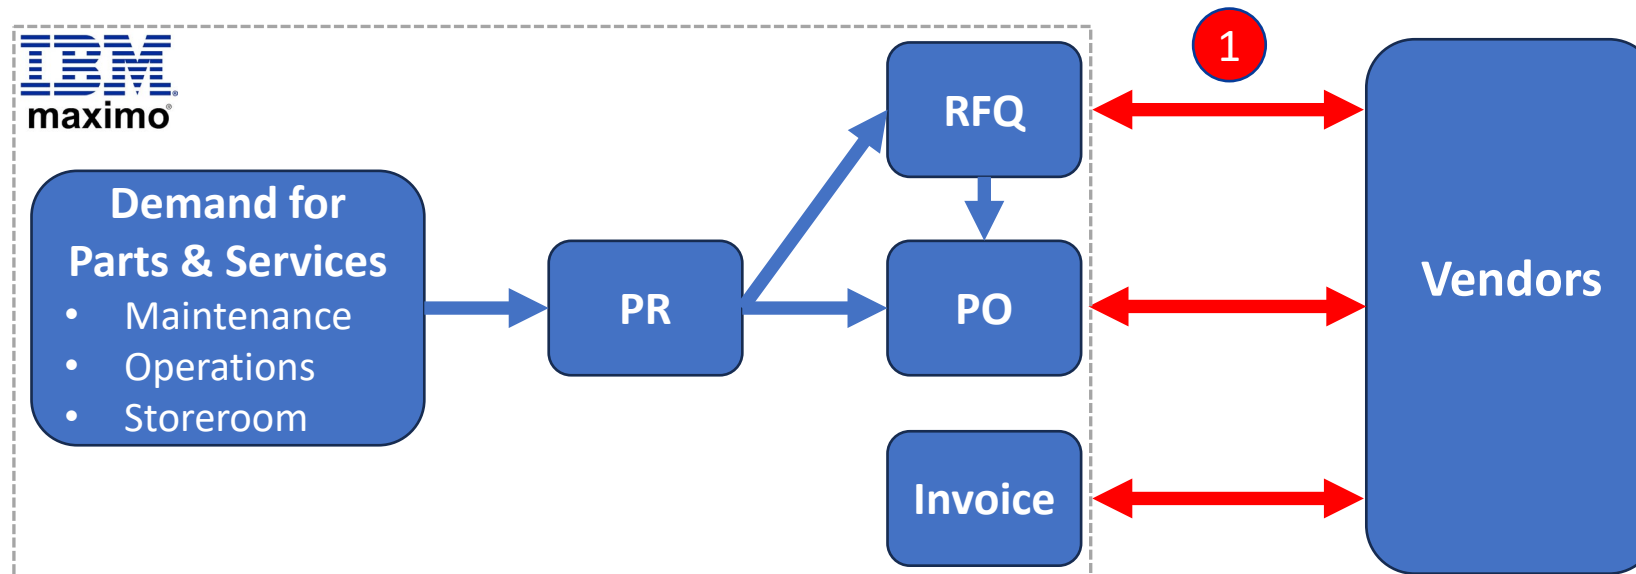 IBM®
maximo®
Demand for
Parts & Services
• Maintenance
• Operations
• Storeroom
PR
RFQ
PO
Invoice
1
Vendors